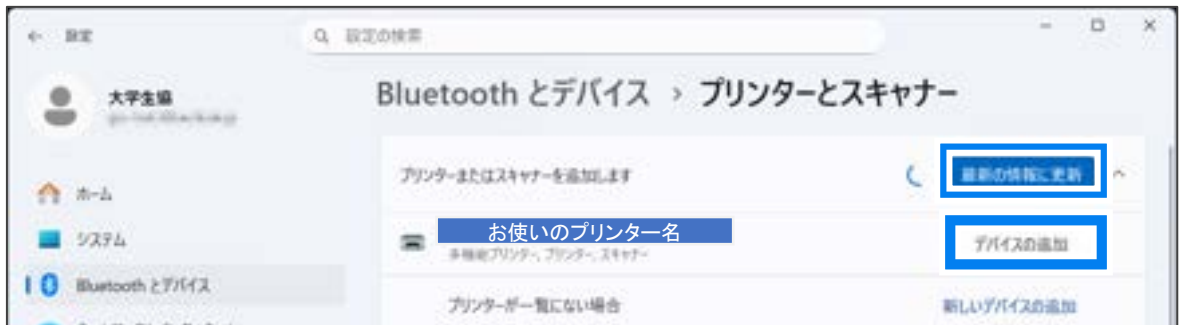 設定
設定の検索
大学生協
Bluetooth とデバイス › プリンターとスキャナー
プリンターまたはスキャナーを追加します
最新の情報に更新
ホーム
お使いのプリンター名
システム
多機能プリンター, プリンター, スキャナー
デバイスの追加
Bluetooth とデバイス
プリンターが一覧にない場合
新しいデバイスの追加